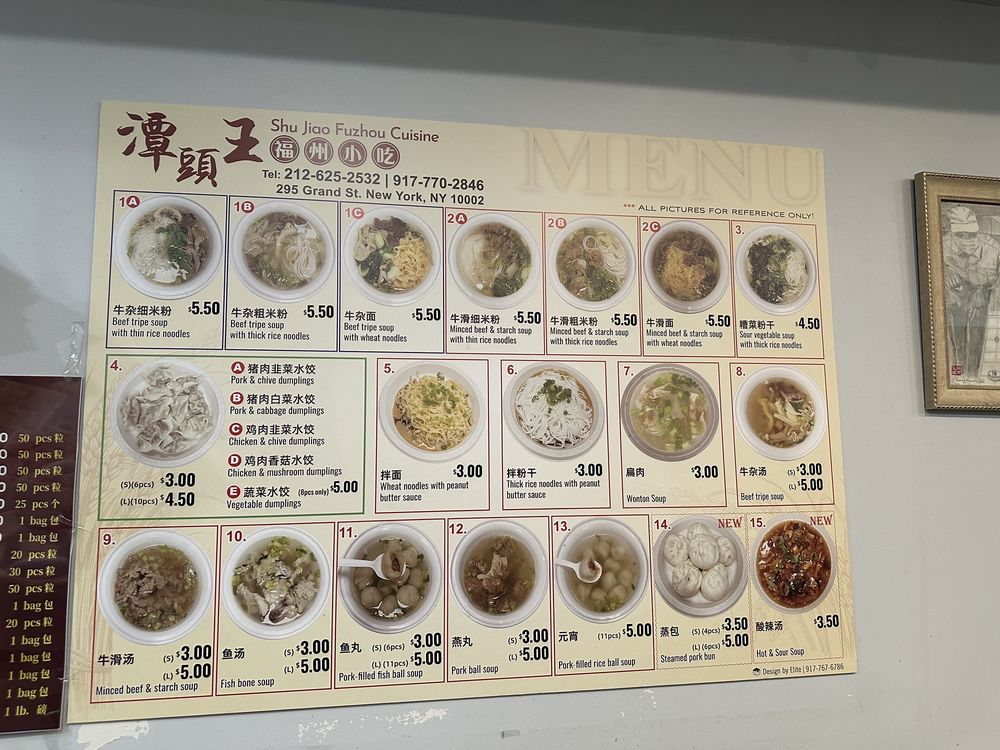 潭頭王
Shu Jiao Fuzhou Cuisine
福州小吃
Tel: 212-625-2532 | 917-770-2846
295 Grand St. New York, NY 10002
MENU
*** ALL PICTURES FOR REFERENCE ONLY!
1A
牛杂细米粉 $5.50
Beef tripe soup
with thin rice noodles
1B
牛杂粗米粉 $5.50
Beef tripe soup
with thick rice noodles
1C
牛杂面 $5.50
Beef tripe soup
with wheat noodles
2A
牛滑细米粉 $5.50
Minced beef & starch soup
with thin rice noodles
2B
牛滑粗米粉 $5.50
Minced beef & starch soup
with thick rice noodles
2C
牛滑面 $5.50
Minced beef & starch soup
with wheat noodles
3.
糟菜粉干 $4.50
Sour vegetable soup
with thick rice noodles
4.
(S)(6pcs) $3.00
(L)(10pcs) $4.50
A 猪肉韭菜水饺
Pork & chive dumplings
B 猪肉白菜水饺
Pork & cabbage dumplings
C 鸡肉韭菜水饺
Chicken & chive dumplings
D 鸡肉香菇水饺
Chicken & mushroom dumplings
E 蔬菜水饺 (8pcs only) $5.00
Vegetable dumplings
5.
拌面 $3.00
Wheat noodles with peanut
butter sauce
6.
拌粉干 $3.00
Thick rice noodles with peanut
butter sauce
7.
扁肉 $3.00
Wonton Soup
8.
牛杂汤 (S) $3.00
(L) $5.00
Beef tripe soup
9.
牛滑汤 (S) $3.00
(L) $5.00
Minced beef & starch soup
10.
鱼汤 (S) $3.00
(L) $5.00
Fish bone soup
11.
鱼丸 (S) (6pcs) $3.00
(L) (11pcs) $5.00
Pork-filled fish ball soup
12.
燕丸 (S) $3.00
(L) $5.00
Pork ball soup
13.
元宵 (11pcs) $5.00
Pork-filled rice ball soup
14. NEW
蒸包 (S) (4pcs) $3.50
(L) (6pcs) $5.00
Steamed pork bun
15. NEW
酸辣汤 $3.50
Hot & Sour Soup
Design by Elite | 917-767-6786
50 pcs 粒
50 pcs 粒
50 pcs 粒
50 pcs 粒
25 pcs 个
1 bag 包
1 bag 包
20 pcs 粒
30 pcs 粒
50 pcs 粒
1 bag 包
20 pcs 粒
1 bag 包
1 bag 包
1 bag 包
1 bag 包
1 lb. 磅